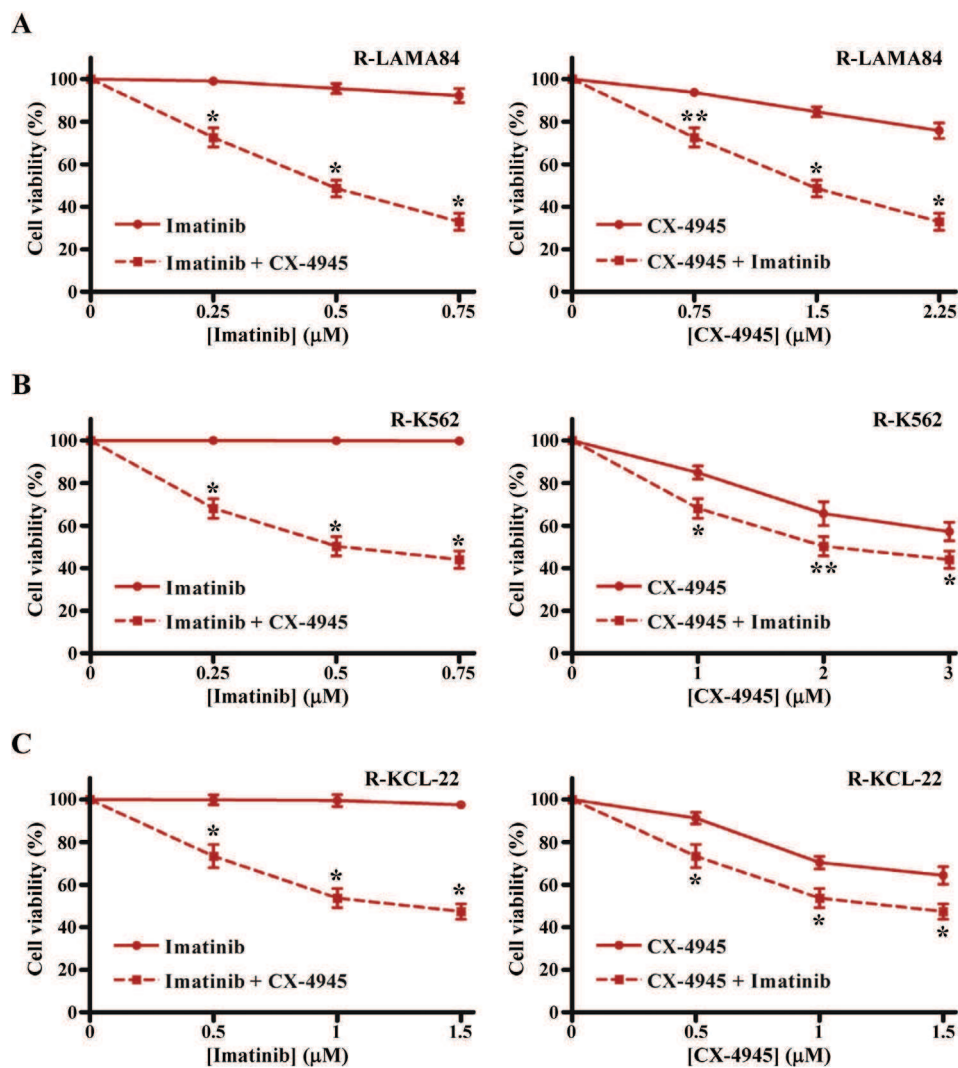 A
R-LAMA84
Cell viability (%)
100
80
60
40
20
0
* * *
Imatinib
Imatinib + CX-4945
0 0.25 0.5 0.75
[Imatinib] (μM)
R-LAMA84
Cell viability (%)
100
80
60
40
20
0
** * *
CX-4945
CX-4945 + Imatinib
0 0.75 1.5 2.25
[CX-4945] (μM)
B
R-K562
Cell viability (%)
100
80
60
40
20
0
* * *
Imatinib
Imatinib + CX-4945
0 0.25 0.5 0.75
[Imatinib] (μM)
R-K562
Cell viability (%)
100
80
60
40
20
0
* ** *
CX-4945
CX-4945 + Imatinib
0 1 2 3
[CX-4945] (μM)
C
R-KCL-22
Cell viability (%)
100
80
60
40
20
0
* * *
Imatinib
Imatinib + CX-4945
0 0.5 1 1.5
[Imatinib] (μM)
R-KCL-22
Cell viability (%)
100
80
60
40
20
0
* * *
CX-4945
CX-4945 + Imatinib
0 0.5 1 1.5
[CX-4945] (μM)